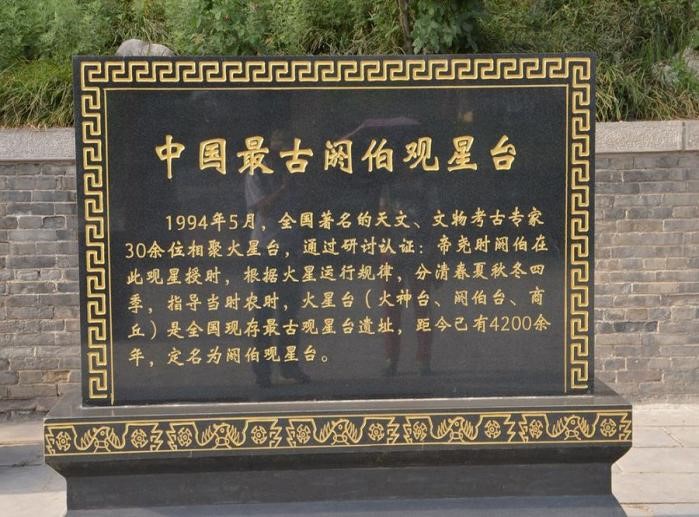 中国最古阏伯观星台
1994年5月，全国著名的天文、文物考古专家
30余位相聚火星台，通过研讨认证：帝尧时阏伯在
此观星授时，根据火星运行规律，分清春夏秋冬四
季，指导当时农时，火星台（火神台、阏伯台、商
丘）是全国现存最古观星台遗址，距今已有4200余
年，定名为阏伯观星台。